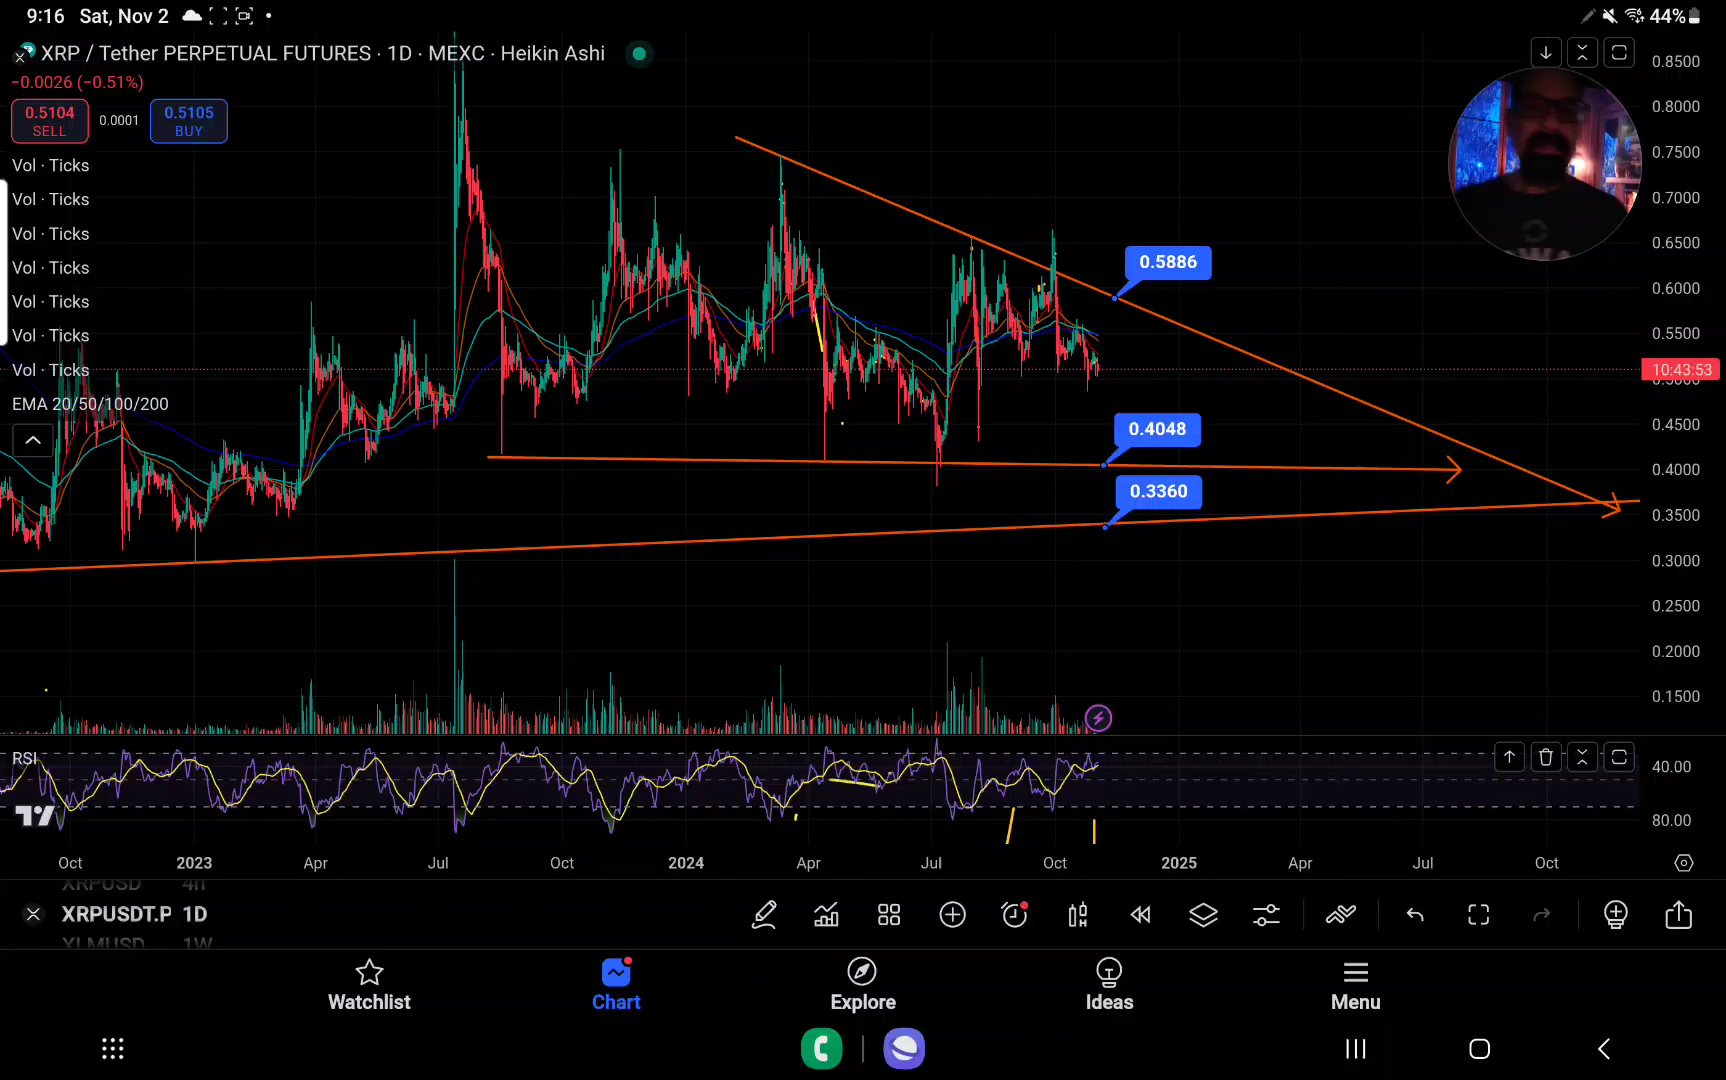 9:16 Sat, Nov 2 44%
XRP / Tether PERPETUAL FUTURES · 1D · MEXC · Heikin Ashi
−0.0026 (−0.51%)
0.5104
SELL
0.0001
0.5105
BUY
Vol · Ticks
Vol · Ticks
Vol · Ticks
Vol · Ticks
Vol · Ticks
Vol · Ticks
Vol · Ticks
EMA 20/50/100/200
0.5886
0.4048
0.3360
0.8500
0.8000
0.7500
0.7000
0.6500
0.6000
0.5500
10:43:53
0.5000
0.4500
0.4000
0.3500
0.3000
0.2500
0.2000
0.1500
RSI
40.00
80.00
Oct 2023 Apr Jul Oct 2024 Apr Jul Oct 2025 Apr Jul Oct
XRPUSD 4h
XRPUSDT.P 1D
XLMUSD 1W
Watchlist
Chart
Explore
Ideas
Menu